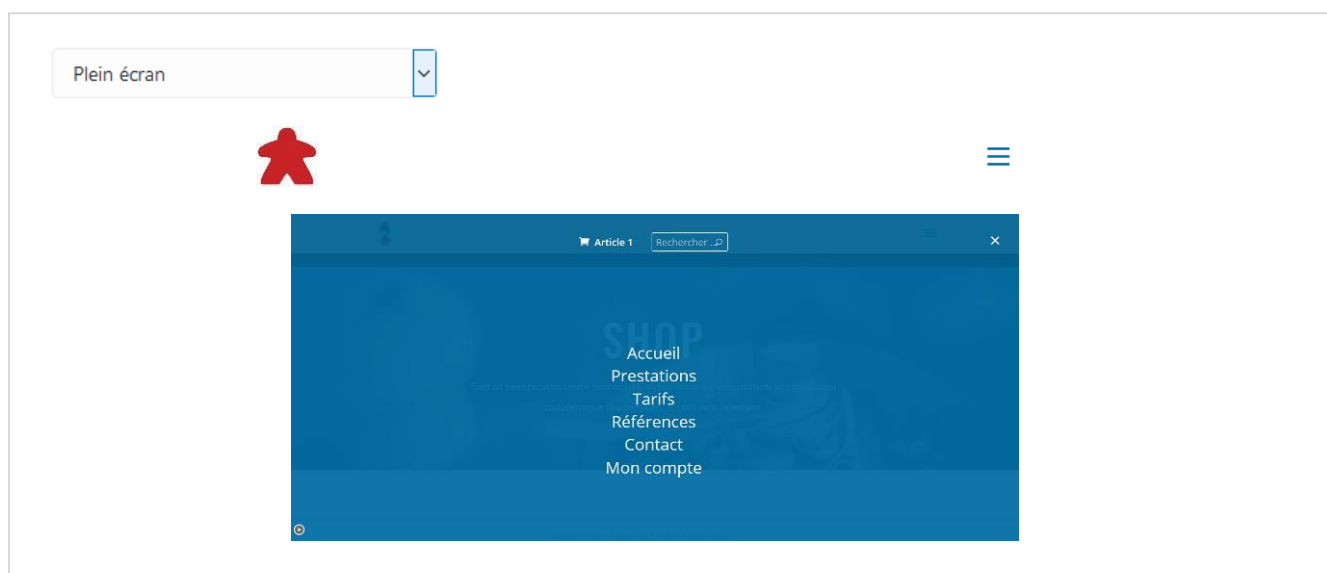 Plein écran
Article 1 Rechercher ...
SHOP
Accueil
Prestations
Tarifs
Références
Contact
Mon compte